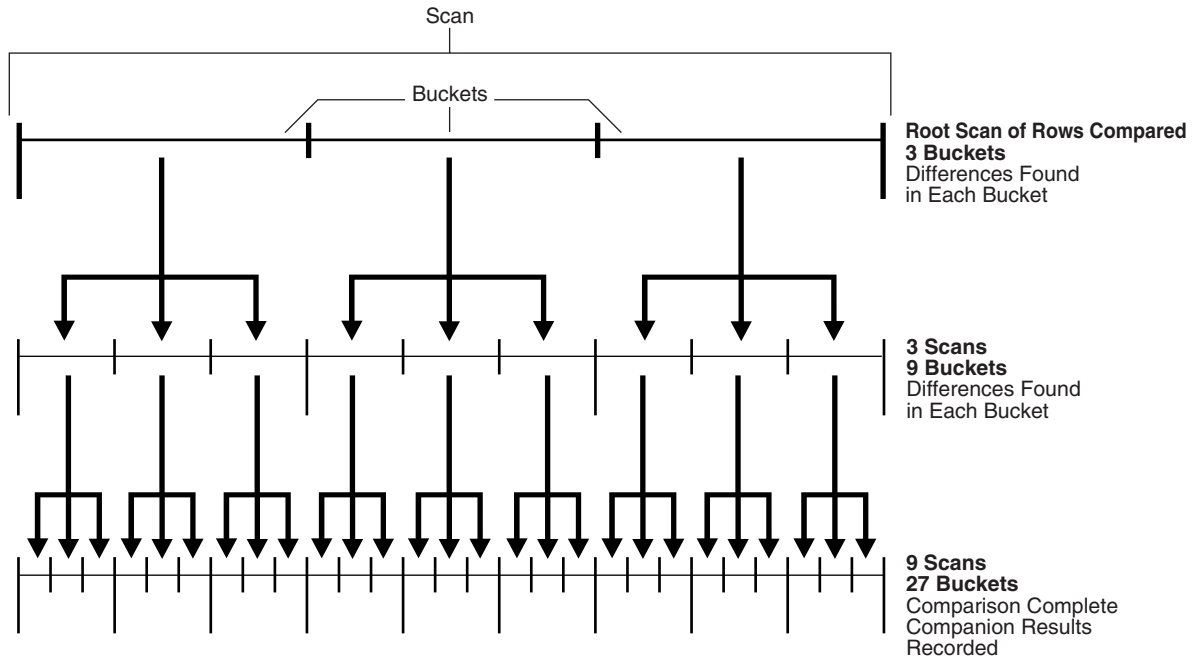 Scan
Buckets
Root Scan of Rows Compared
3 Buckets
Differences Found
in Each Bucket
3 Scans
9 Buckets
Differences Found
in Each Bucket
9 Scans
27 Buckets
Comparison Complete
Companion Results
Recorded